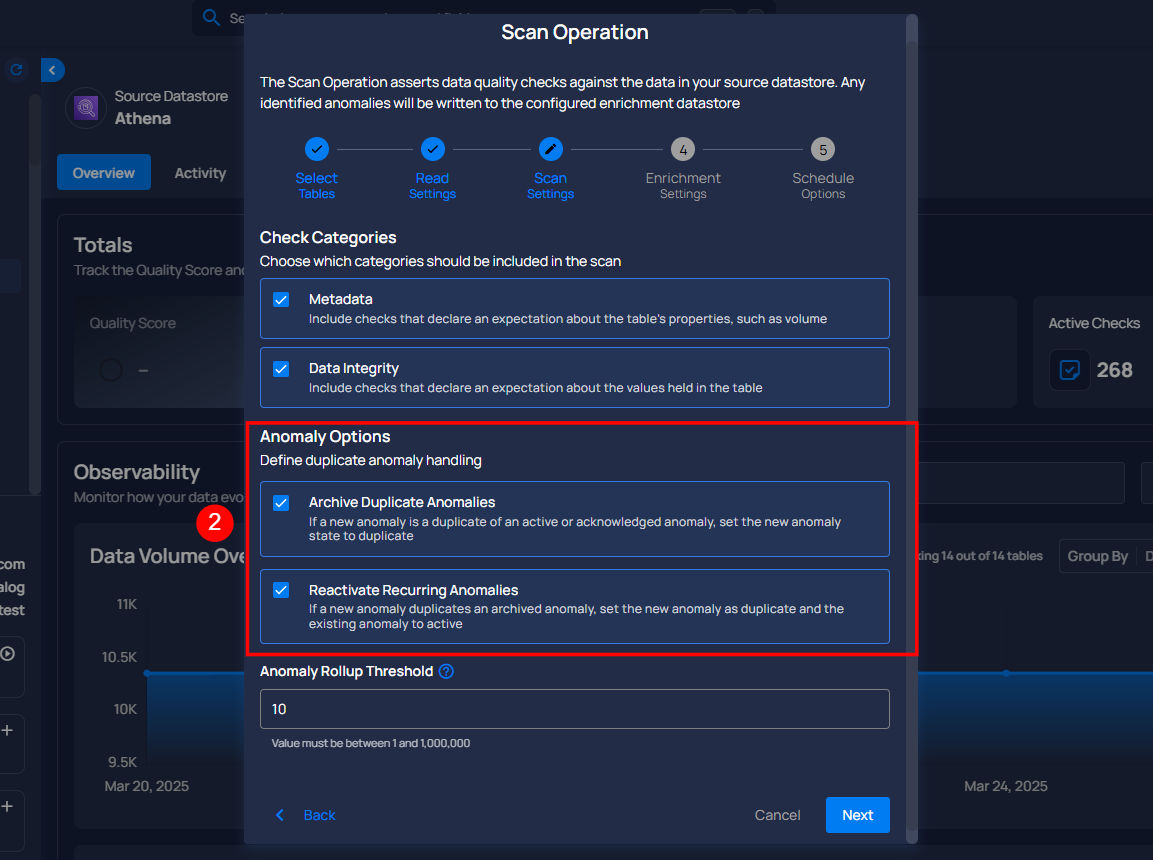 Scan Operation
The Scan Operation asserts data quality checks against the data in your source datastore. Any
identified anomalies will be written to the configured enrichment datastore
Source Datastore
Athena
Overview
Activity
4
5
Select
Tables
Read
Settings
Scan
Settings
Enrichment
Settings
Schedule
Options
Totals
Track the Quality Score and
Quality Score
–
Active Checks
268
Check Categories
Choose which categories should be included in the scan
Metadata
Include checks that declare an expectation about the table's properties, such as volume
Data Integrity
Include checks that declare an expectation about the values held in the table
Anomaly Options
Define duplicate anomaly handling
Archive Duplicate Anomalies
If a new anomaly is a duplicate of an active or acknowledged anomaly, set the new anomaly
state to duplicate
Reactivate Recurring Anomalies
If a new anomaly duplicates an archived anomaly, set the new anomaly as duplicate and the
existing anomaly to active
2
Observability
Monitor how your data evo
Data Volume Ove
king 14 out of 14 tables
Group By
D
com
alog
test
11K
10.5K
10K
9.5K
Mar 20, 2025
Mar 24, 2025
Anomaly Rollup Threshold ?
10
Value must be between 1 and 1,000,000
Back
Cancel
Next